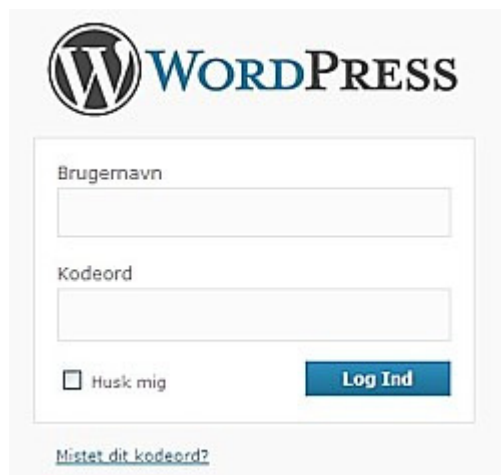 WORDPRESS
Brugernavn
Kodeord
Husk mig
Log Ind
Mistet dit kodeord?